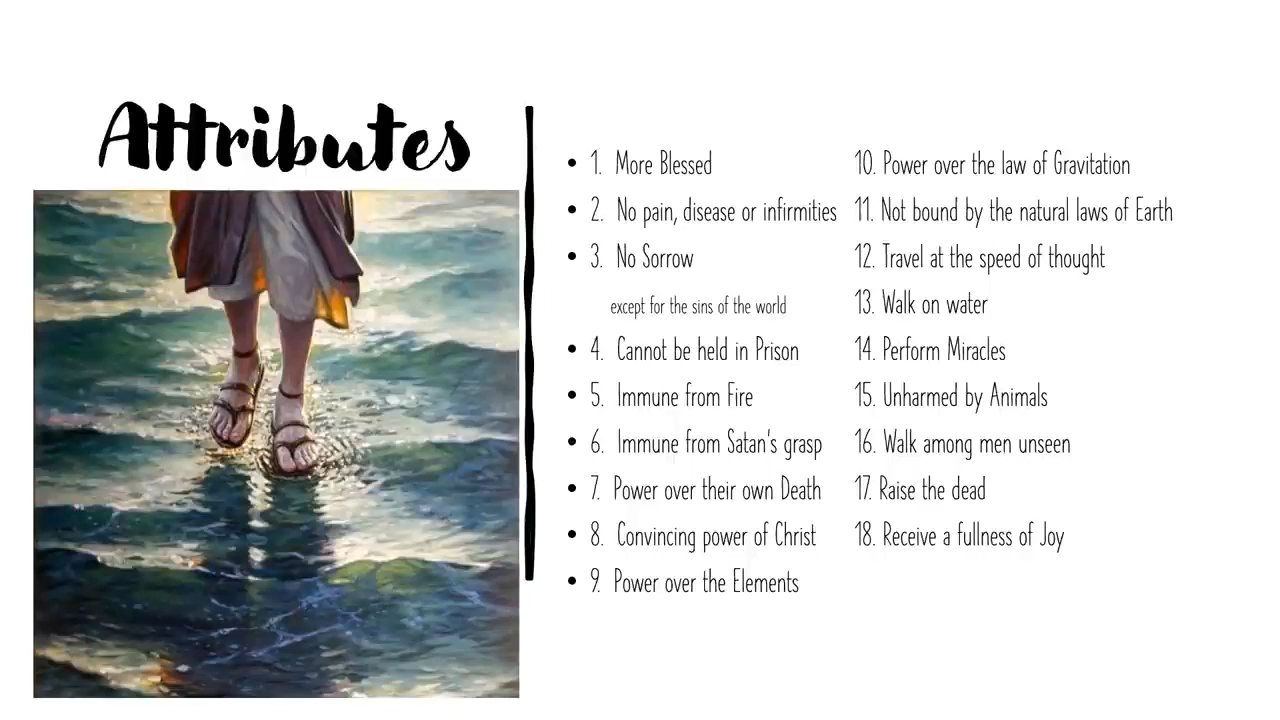 Attributes
• 1. More Blessed
• 2. No pain, disease or infirmities
• 3. No Sorrow
except for the sins of the world
• 4. Cannot be held in Prison
• 5. Immune from Fire
• 6. Immune from Satan's grasp
• 7. Power over their own Death
• 8. Convincing power of Christ
• 9. Power over the Elements
10. Power over the law of Gravitation
11. Not bound by the natural laws of Earth
12. Travel at the speed of thought
13. Walk on water
14. Perform Miracles
15. Unharmed by Animals
16. Walk among men unseen
17. Raise the dead
18. Receive a fullness of Joy